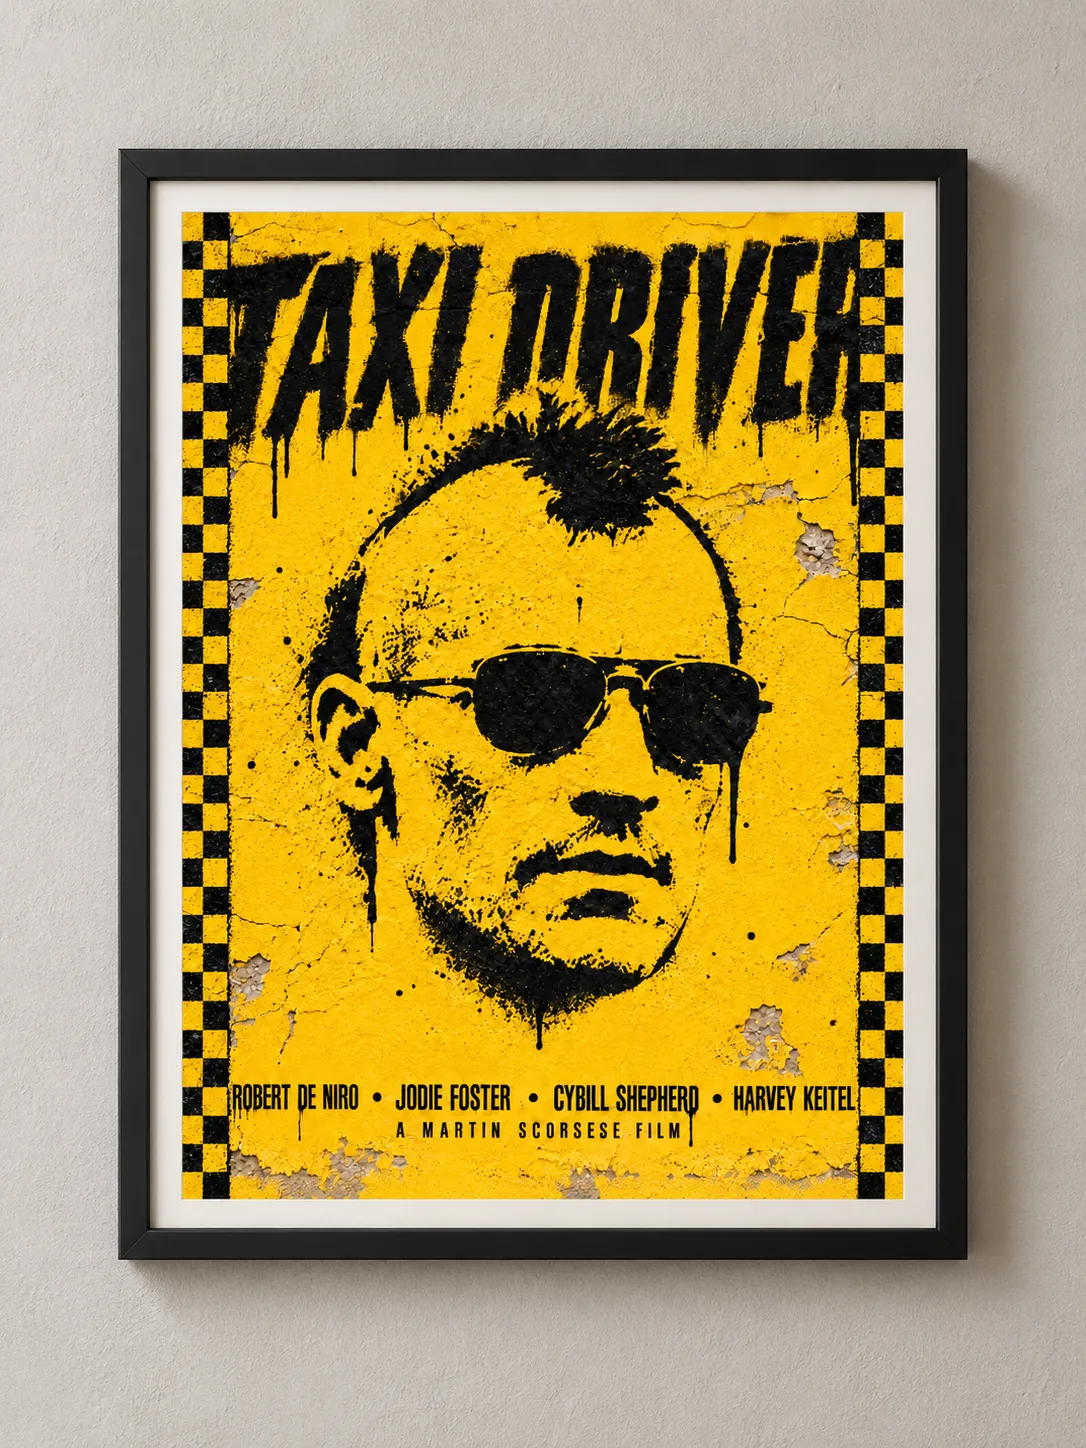 TAXI DRIVER
ROBERT DE NIRO • JODIE FOSTER • CYBILL SHEPHERD • HARVEY KEITEL
A MARTIN SCORSESE FILM